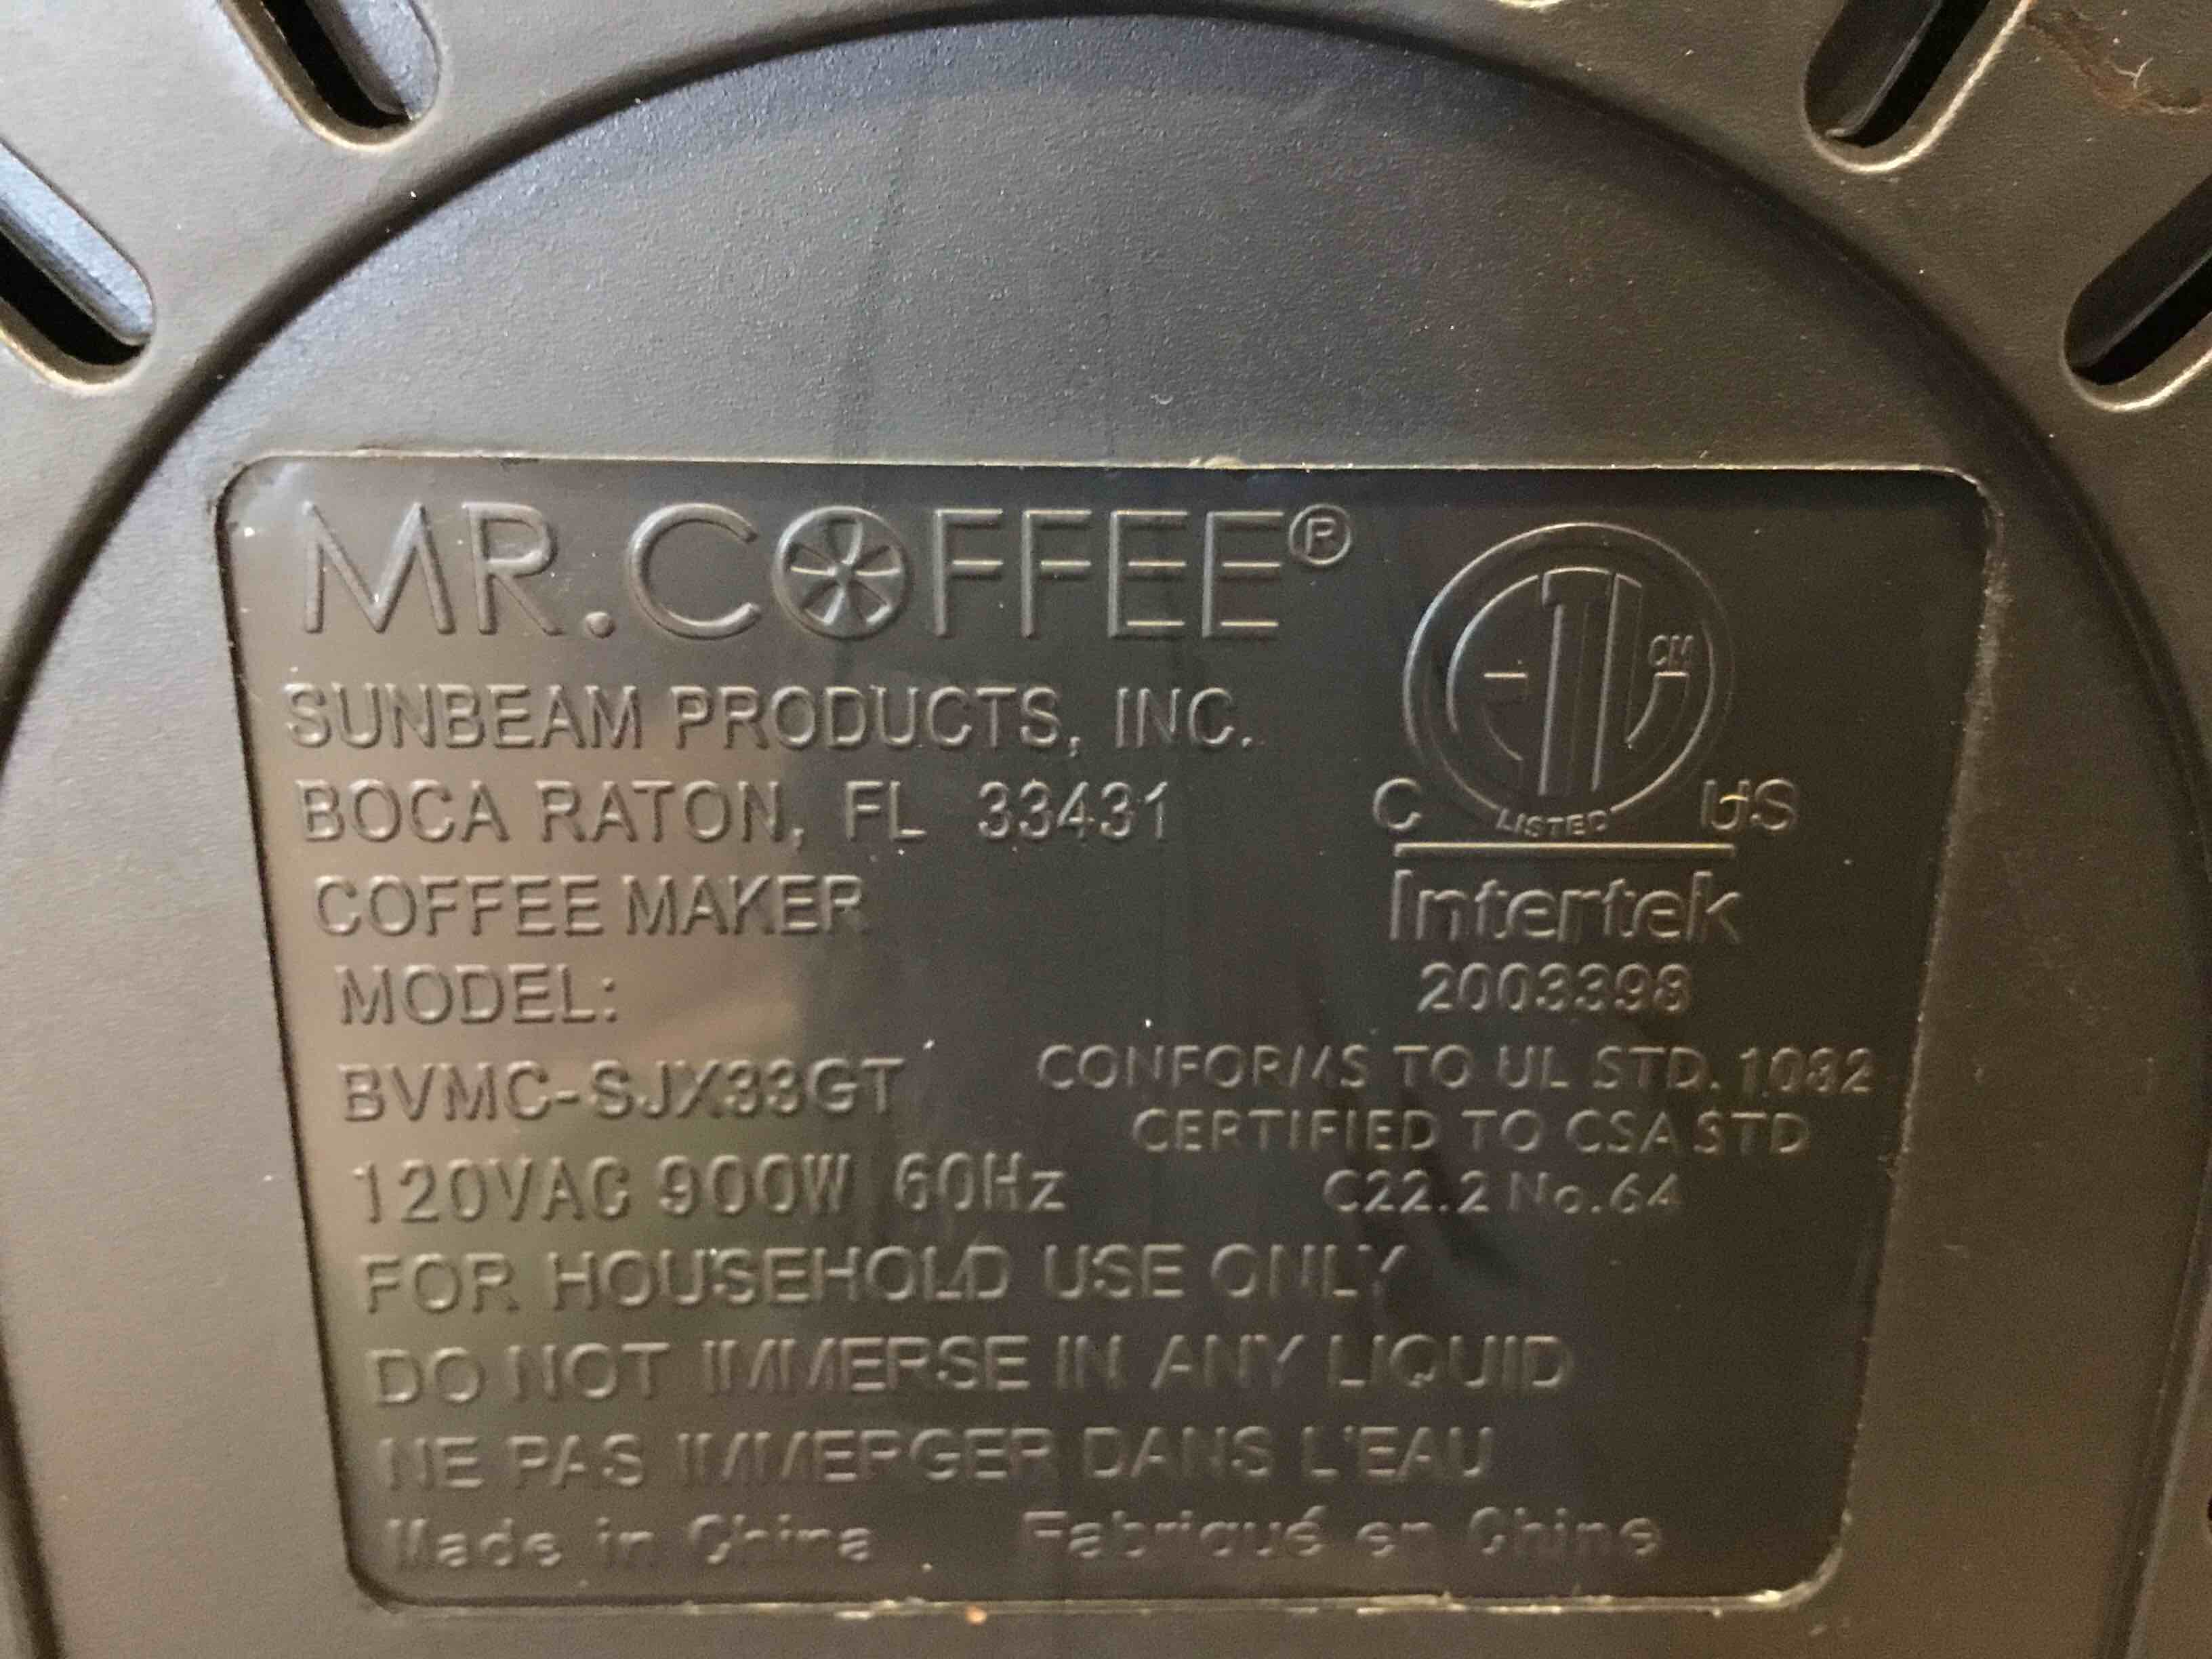 MR. COFFEE®
SUNBEAM PRODUCTS, INC.
BOCA RATON, FL 33431
COFFEE MAKER
MODEL:
BVMC-SJX33GT
120VAC 900W 60Hz
FOR HOUSEHOLD USE ONLY
DO NOT IMMERSE IN ANY LIQUID
NE PAS IMMERGER DANS L'EAU
Made in China Fabriqué en Chine
ETL CM
LISTED
C US
Intertek
2003398
CONFORMS TO UL STD. 1082
CERTIFIED TO CSA STD
C22.2 No.64